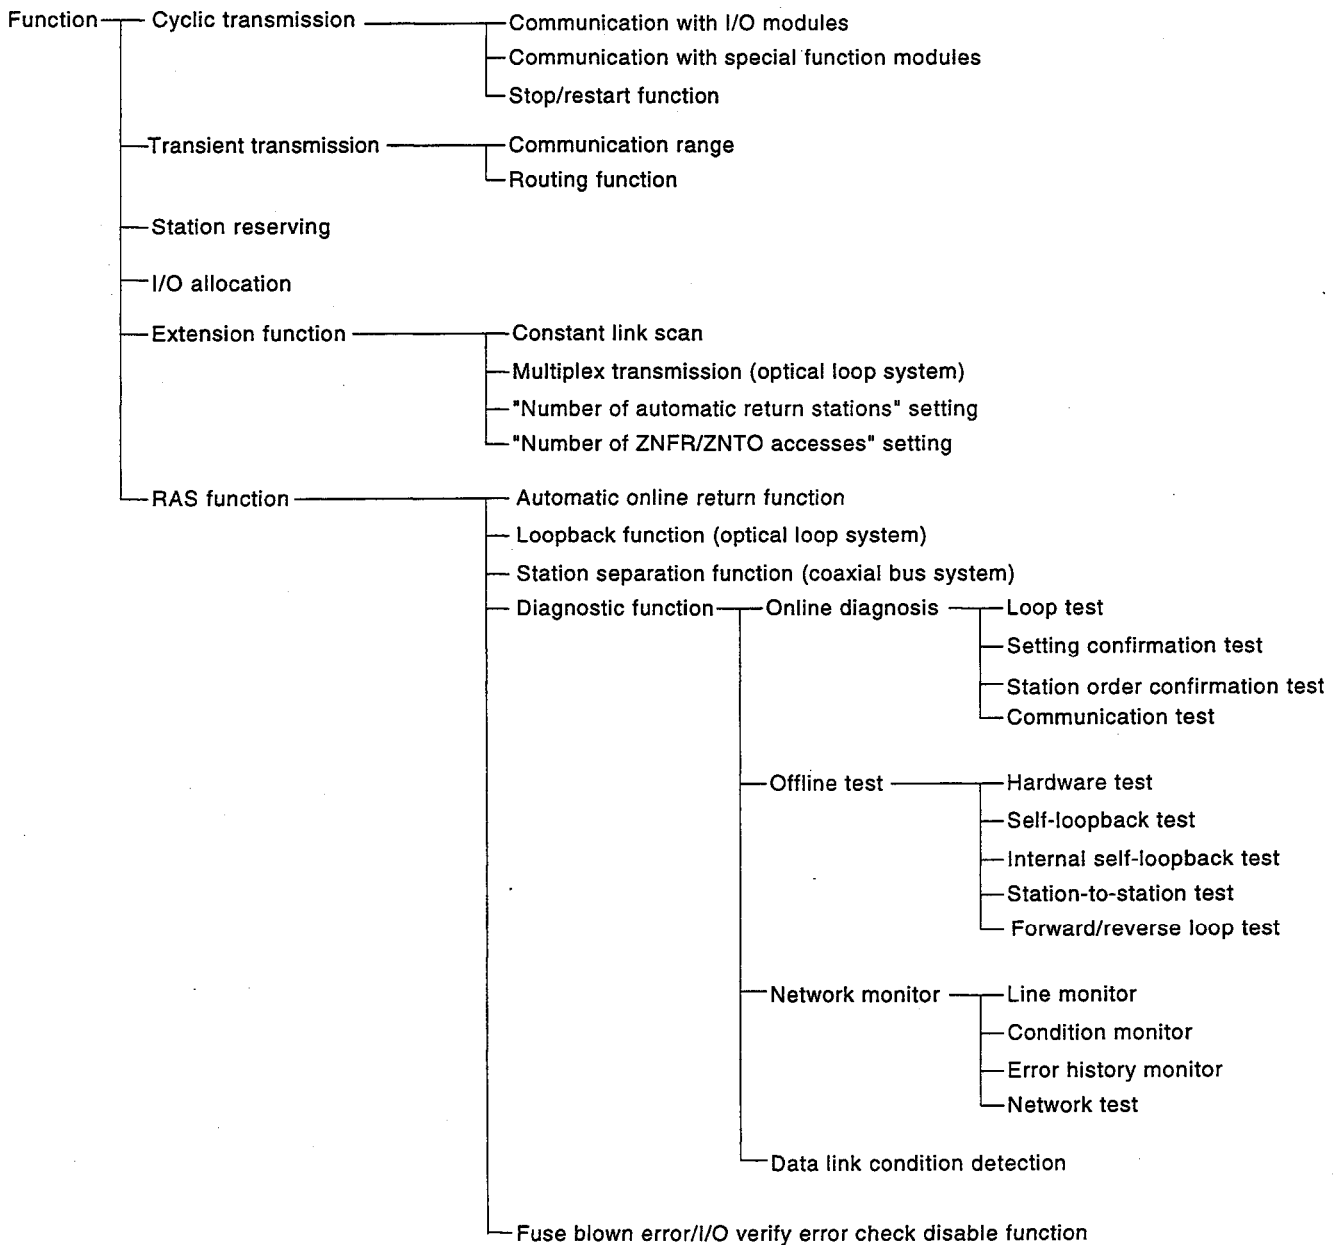 Function
Cyclic transmission
Communication with I/O modules
Communication with special function modules
Stop/restart function
Transient transmission
Communication range
Routing function
Station reserving
I/O allocation
Extension function
Constant link scan
Multiplex transmission (optical loop system)
"Number of automatic return stations" setting
"Number of ZNFR/ZNTO accesses" setting
RAS function
Automatic online return function
Loopback function (optical loop system)
Station separation function (coaxial bus system)
Diagnostic function
Online diagnosis
Loop test
Setting confirmation test
Station order confirmation test
Communication test
Offline test
Hardware test
Self-loopback test
Internal self-loopback test
Station-to-station test
Forward/reverse loop test
Network monitor
Line monitor
Condition monitor
Error history monitor
Network test
Data link condition detection
Fuse blown error/I/O verify error check disable function